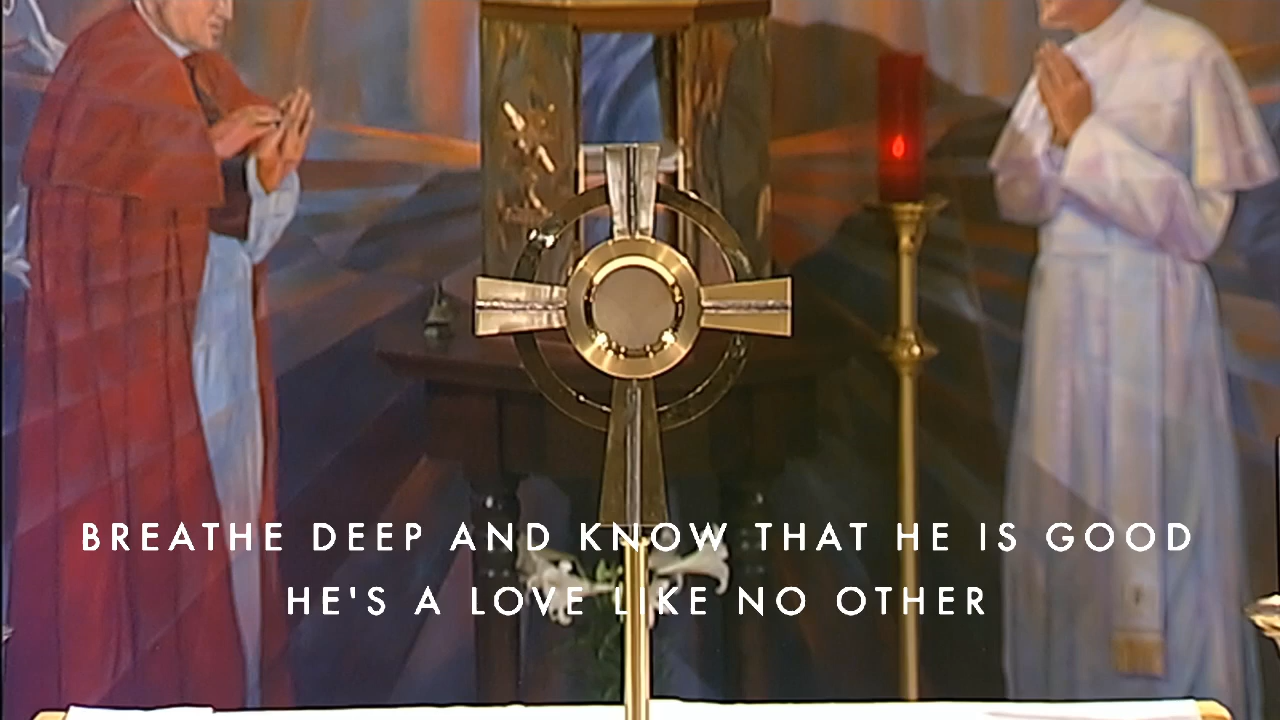 BREATHE DEEP AND KNOW THAT HE IS GOOD
HE'S A LOVE LIKE NO OTHER